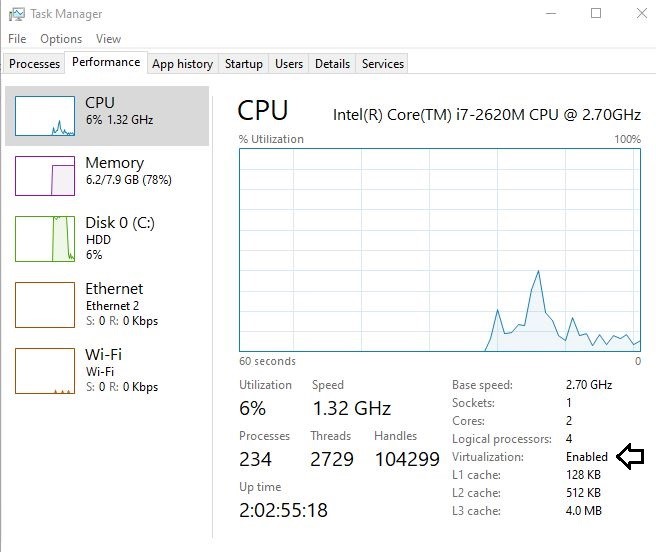 Task Manager
File Options View
Processes Performance App history Startup Users Details Services
CPU
6% 1.32 GHz
Memory
6.2/7.9 GB (78%)
Disk 0 (C:)
HDD
6%
Ethernet
Ethernet 2
S: 0 R: 0 Kbps
Wi-Fi
Wi-Fi
S: 0 R: 0 Kbps
CPU Intel(R) Core(TM) i7-2620M CPU @ 2.70GHz
% Utilization 100%
60 seconds 0
Utilization Speed
6% 1.32 GHz
Processes Threads Handles
234 2729 104299
Up time
2:02:55:18
Base speed: 2.70 GHz
Sockets: 1
Cores: 2
Logical processors: 4
Virtualization: Enabled
L1 cache: 128 KB
L2 cache: 512 KB
L3 cache: 4.0 MB